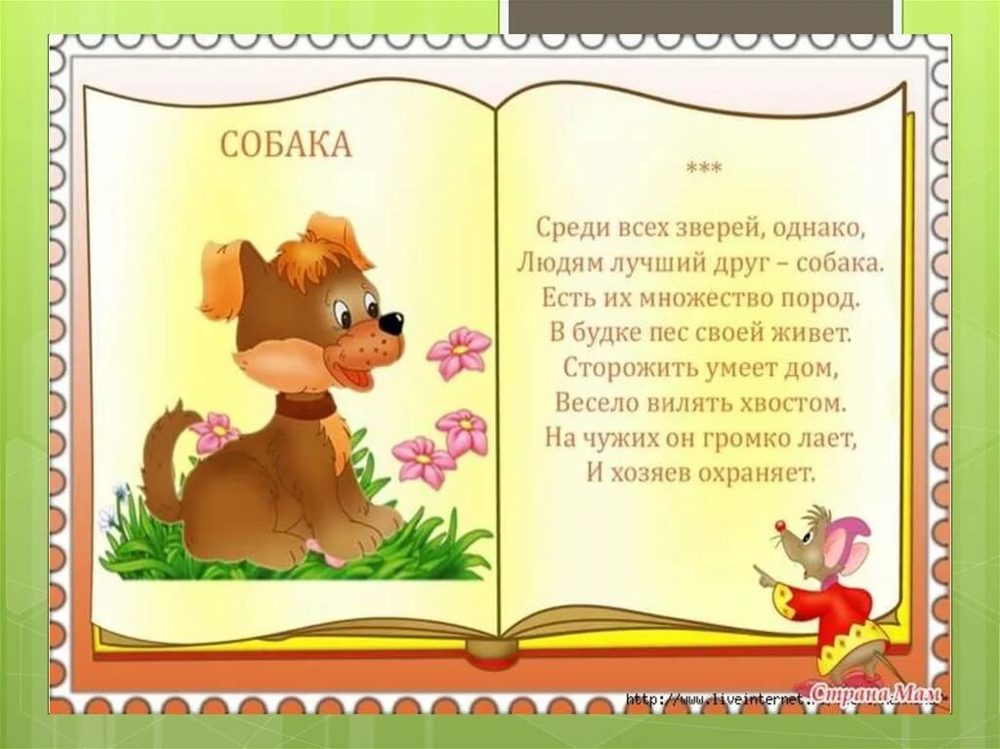 СОБАКА
***
Среди всех зверей, однако,
Людям лучший друг – собака.
Есть их множество пород.
В будке пес своей живет.
Сторожить умеет дом,
Весело вилять хвостом.
На чужих он громко лает,
И хозяев охраняет.
http://www.liveinternet.
Страна Мам